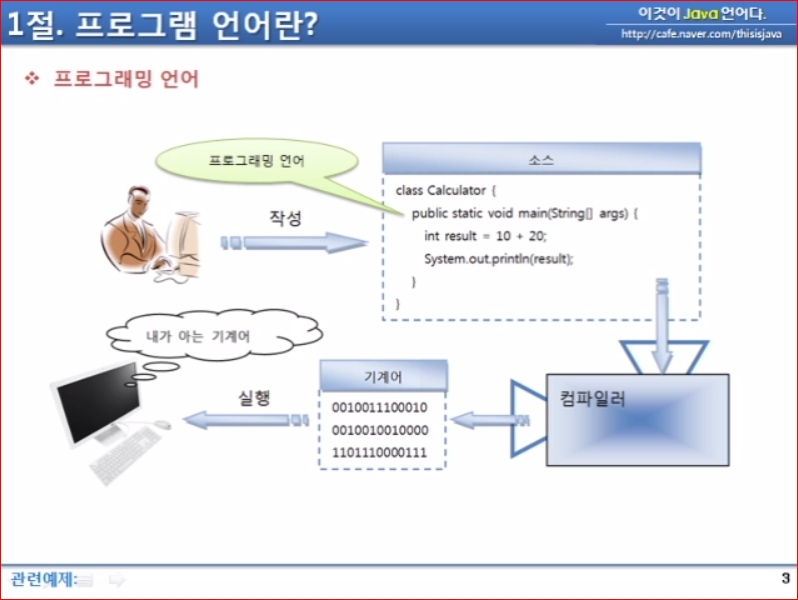 1절. 프로그램 언어란?
이것이 Java 언어다.
http://cafe.naver.com/thisisjava
❖ 프로그래밍 언어
프로그래밍 언어
소스
작성
class Calculator {
public static void main(String[] args) {
int result = 10 + 20;
System.out.println(result);
}
}
내가 아는 기계어
실행
기계어
0010011100010
0010010010000
1101110000111
컴파일러
관련예제:
3